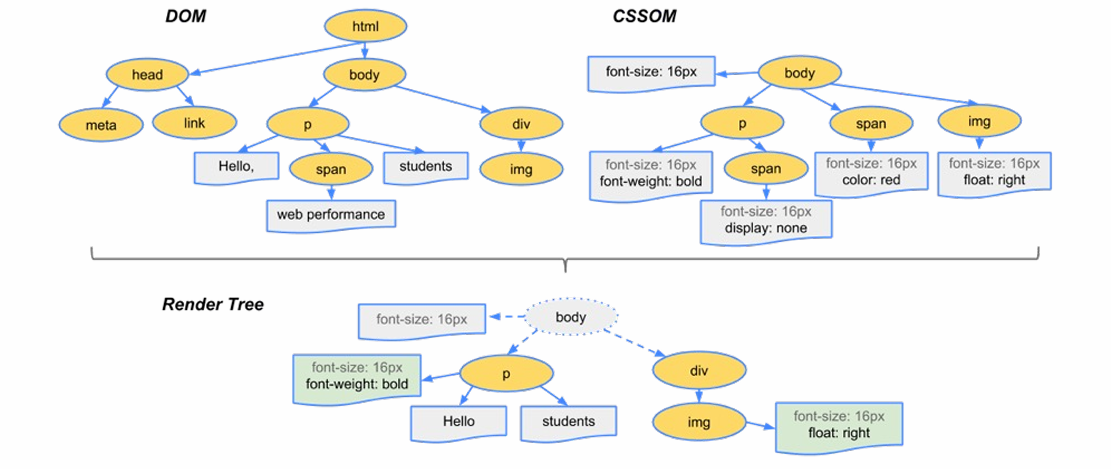 DOM
CSSOM
html
head
body
meta
link
p
div
Hello,
span
students
img
web performance
font-size: 16px
body
p
span
img
font-size: 16px
font-weight: bold
span
font-size: 16px
color: red
font-size: 16px
float: right
font-size: 16px
display: none
Render Tree
font-size: 16px
body
font-size: 16px
font-weight: bold
p
div
Hello
students
img
font-size: 16px
float: right